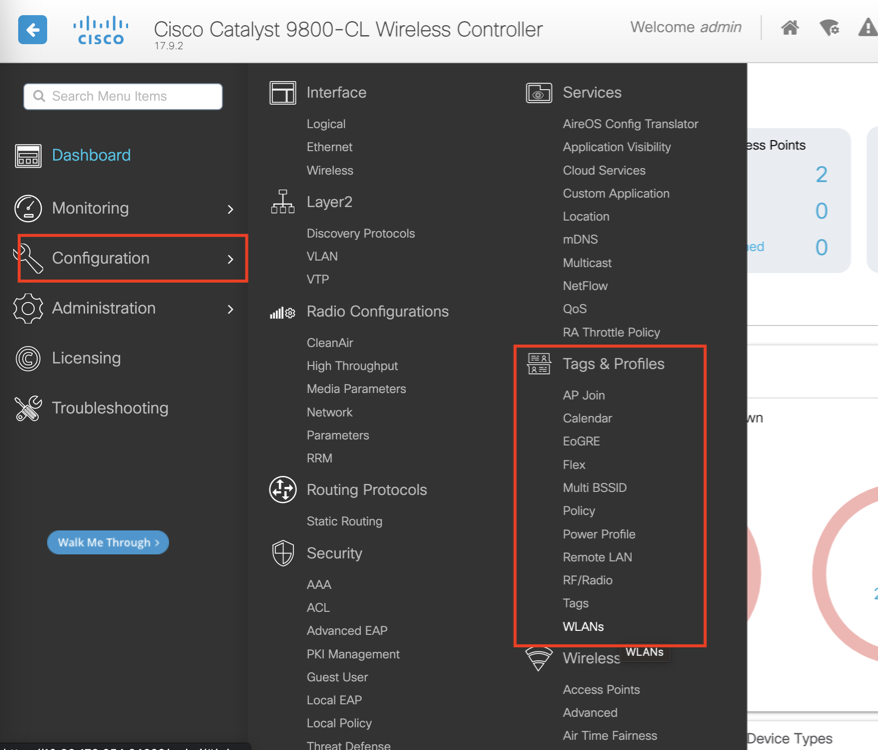 Cisco Catalyst 9800-CL Wireless Controller
17.9.2
CISCO
Welcome admin
Search Menu Items
Dashboard
Monitoring
Configuration
Administration
Licensing
Troubleshooting
Walk Me Through >
Interface
Logical
Ethernet
Wireless
Layer2
Discovery Protocols
VLAN
VTP
Radio Configurations
CleanAir
High Throughput
Media Parameters
Network
Parameters
RRM
Routing Protocols
Static Routing
Security
AAA
ACL
Advanced EAP
PKI Management
Guest User
Local EAP
Local Policy
Threat Defense
Services
AireOS Config Translator
Application Visibility
Cloud Services
Custom Application
Location
mDNS
Multicast
NetFlow
QoS
RA Throttle Policy
Tags & Profiles
AP Join
Calendar
EoGRE
Flex
Multi BSSID
Policy
Power Profile
Remote LAN
RF/Radio
Tags
WLANs
WLANs
Wireless
Access Points
Advanced
Air Time Fairness
ess Points
2
0
ed 0
wn
Device Types